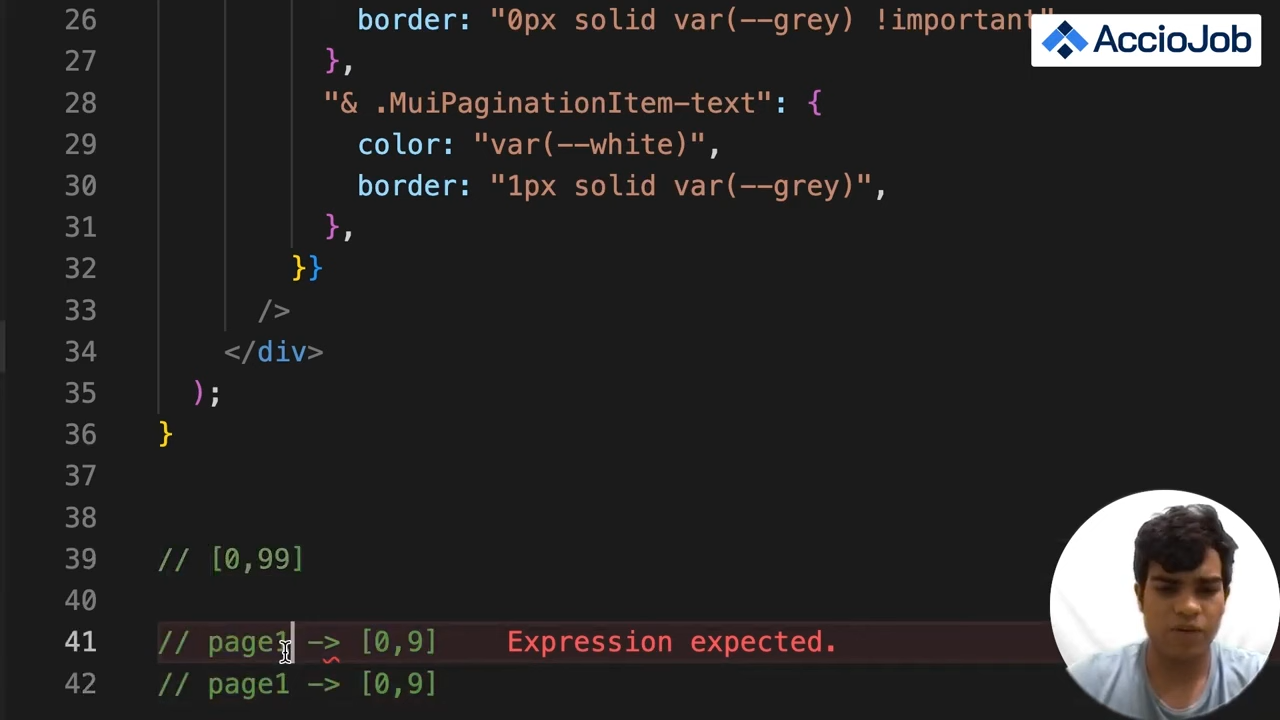 26 border: "0px solid var(--grey) !important"
AccioJob
27 },
28 "& .MuiPaginationItem-text": {
29 color: "var(--white)",
30 border: "1px solid var(--grey)",
31 },
32 }}
33 />
34 </div>
35 );
36 }
37
38
39 // [0,99]
40
41 // page1 -> [0,9] Expression expected.
42 // page1 -> [0,9]